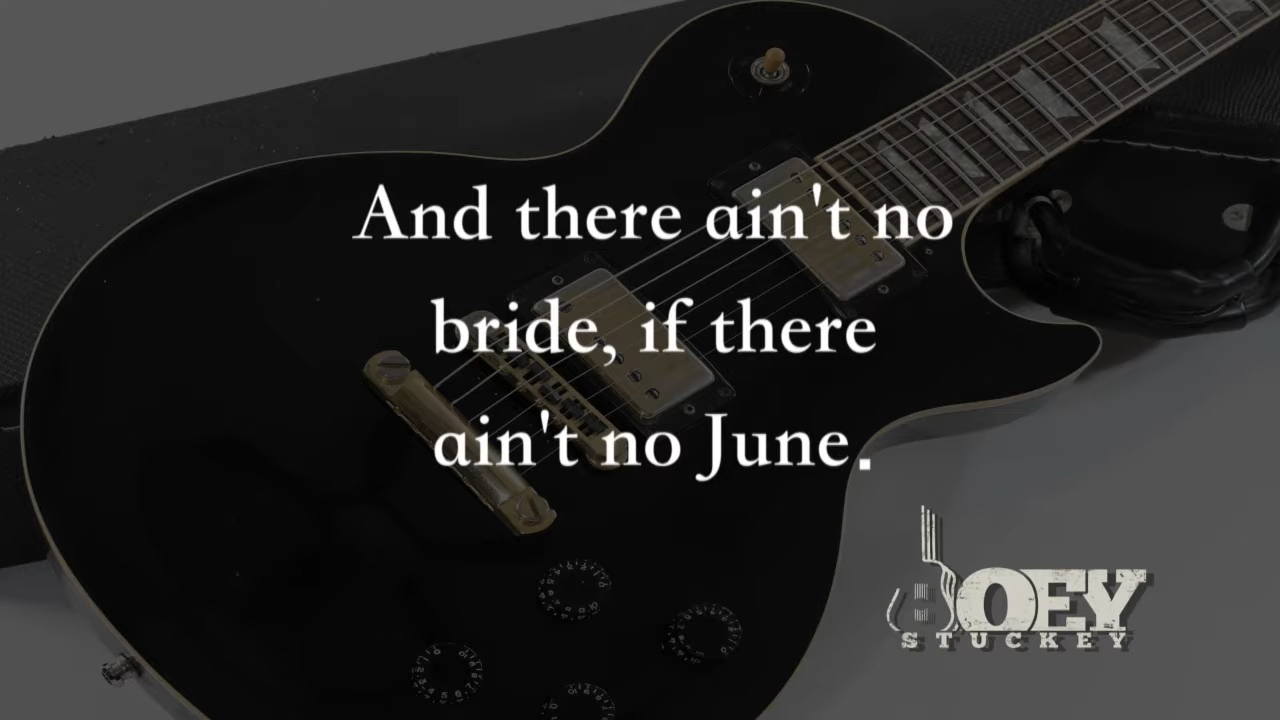 And there ain't no
bride, if there
ain't no June.
JOEY
STUCKEY